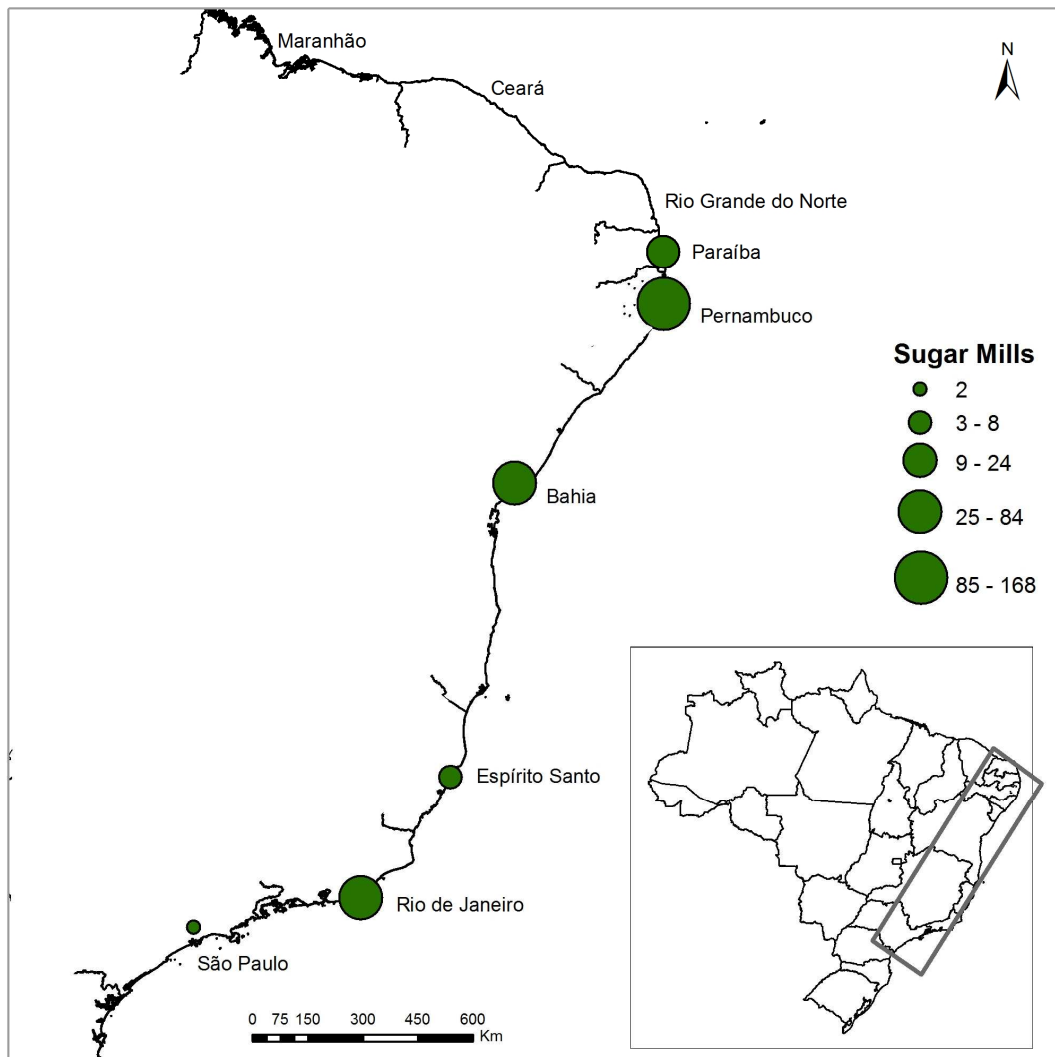 Maranhão
N
Ceará
Rio Grande do Norte
Paraíba
Pernambuco
Sugar Mills
2
3 - 8
9 - 24
25 - 84
85 - 168
Bahia
Espírito Santo
Rio de Janeiro
São Paulo
0 75 150 300 450 600
Km